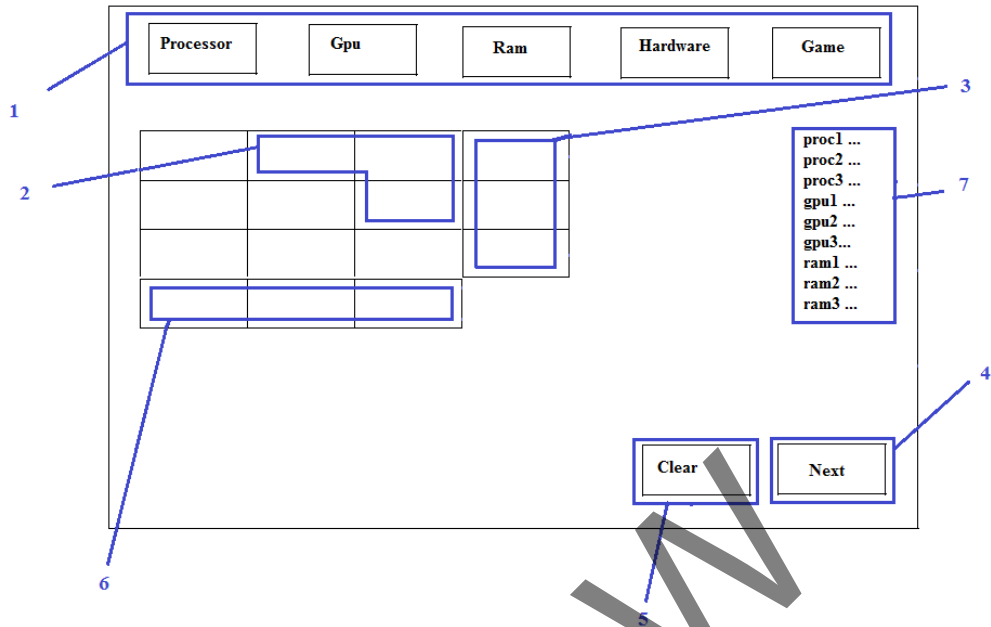 Processor Gpu Ram Hardware Game
1
3
2
proc1 ...
proc2 ...
proc3 ...
gpu1 ...
gpu2 ...
gpu3...
ram1 ...
ram2 ...
ram3 ...
7
4
Clear Next
6
5
W